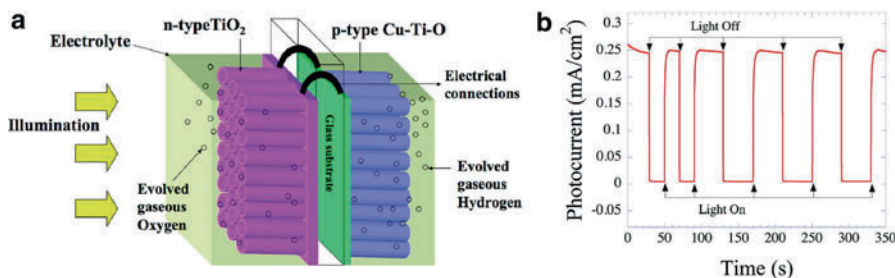 a
n-typeTiO2
p-type Cu-Ti-O
Electrolyte
Electrical
connections
Illumination
Glass substrate
Evolved
gaseous
Oxygen
Evolved
gaseous
Hydrogen
b
Photocurrent (mA/cm²)
0.3
0.25
0.2
0.15
0.1
0.05
0
-0.05
Light Off
Light On
0 50 100 150 200 250 300 350
Time (s)